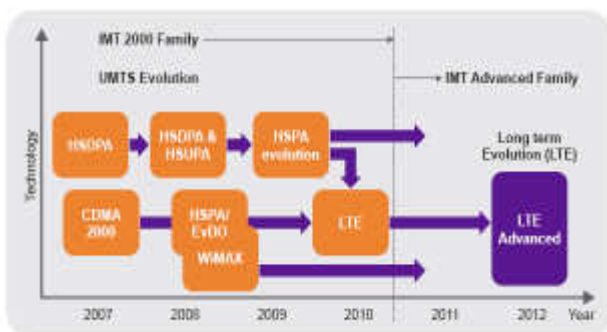 IMT 2000 Family
UMTS Evolution
IMT Advanced Family
Technology
HSDPA
HSDPA &
HSUPA
HSPA
evolution
Long term
Evolution (LTE)
CDMA
2000
HSPA/
EvDO
WiMAX
LTE
LTE
Advanced
2007
2008
2009
2010
2011
2012
Year